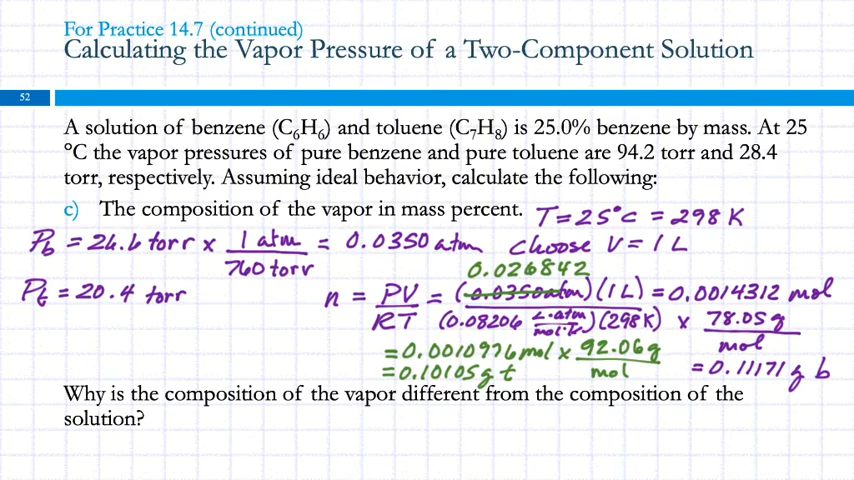 For Practice 14.7 (continued)
Calculating the Vapor Pressure of a Two-Component Solution
52
A solution of benzene (C6H6) and toluene (C7H8) is 25.0% benzene by mass. At 25
°C the vapor pressures of pure benzene and pure toluene are 94.2 torr and 28.4
torr, respectively. Assuming ideal behavior, calculate the following:
c) The composition of the vapor in mass percent. T = 25°C = 298 K
Pb = 26.6 torr x 1 atm / 760 torr = 0.0350 atm choose V = 1 L
0.026842
Pt = 20.4 torr n = PV / RT = (0.0350 atm)(1 L) / (0.08206 L·atm / mol·K)(298 K) = 0.0014312 mol
x 78.05 g / mol
= 0.0010976 mol x 92.06 g / mol
= 0.10105 g t = 0.11171 g b
Why is the composition of the vapor different from the composition of the
solution?